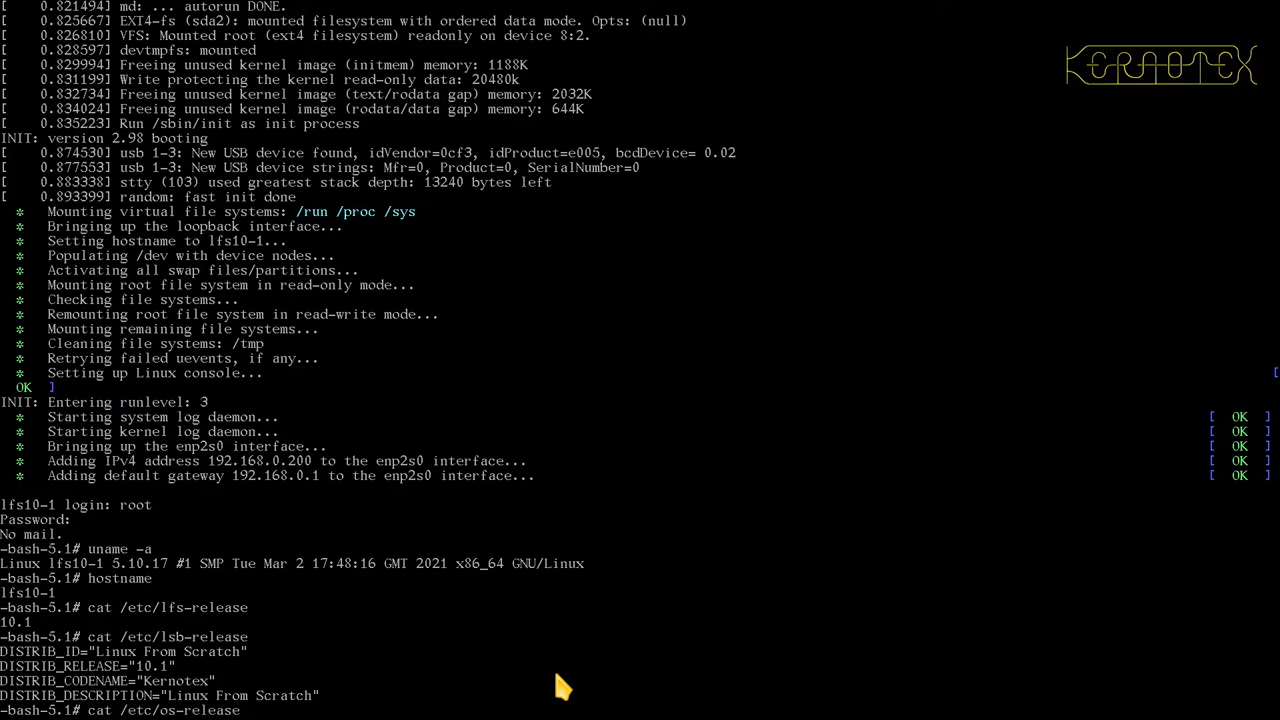 [    0.821494] md: ... autorun DONE.
[    0.825667] EXT4-fs (sda2): mounted filesystem with ordered data mode. Opts: (null)
[    0.826810] VFS: Mounted root (ext4 filesystem) readonly on device 8:2.
[    0.828597] devtmpfs: mounted
[    0.829994] Freeing unused kernel image (initmem) memory: 1188K
[    0.831199] Write protecting the kernel read-only data: 20480k
[    0.832734] Freeing unused kernel image (text/rodata gap) memory: 2032K
[    0.834024] Freeing unused kernel image (rodata/data gap) memory: 644K
[    0.835223] Run /sbin/init as init process
INIT: version 2.98 booting
[    0.874530] usb 1-3: New USB device found, idVendor=0cf3, idProduct=e005, bcdDevice= 0.02
[    0.877553] usb 1-3: New USB device strings: Mfr=0, Product=0, SerialNumber=0
[    0.883338] stty (103) used greatest stack depth: 13240 bytes left
[    0.893399] random: fast init done
*   Mounting virtual file systems: /run /proc /sys
*   Bringing up the loopback interface...
*   Setting hostname to lfs10-1...
*   Populating /dev with device nodes...
*   Activating all swap files/partitions...
*   Mounting root file system in read-only mode...
*   Checking file systems...
*   Remounting root file system in read-write mode...
*   Mounting remaining file systems...
*   Cleaning file systems: /tmp
*   Retrying failed uevents, if any...
*   Setting up Linux console... [
OK  ]
INIT: Entering runlevel: 3
*   Starting system log daemon... [  OK  ]
*   Starting kernel log daemon... [  OK  ]
*   Bringing up the enp2s0 interface... [  OK  ]
*   Adding IPv4 address 192.168.0.200 to the enp2s0 interface... [  OK  ]
*   Adding default gateway 192.168.0.1 to the enp2s0 interface... [  OK  ]
lfs10-1 login: root
Password:
No mail.
-bash-5.1# uname -a
Linux lfs10-1 5.10.17 #1 SMP Tue Mar 2 17:48:16 GMT 2021 x86_64 GNU/Linux
-bash-5.1# hostname
lfs10-1
-bash-5.1# cat /etc/lfs-release
10.1
-bash-5.1# cat /etc/lsb-release
DISTRIB_ID="Linux From Scratch"
DISTRIB_RELEASE="10.1"
DISTRIB_CODENAME="Kernotex"
DISTRIB_DESCRIPTION="Linux From Scratch"
-bash-5.1# cat /etc/os-release
KERNOTEX